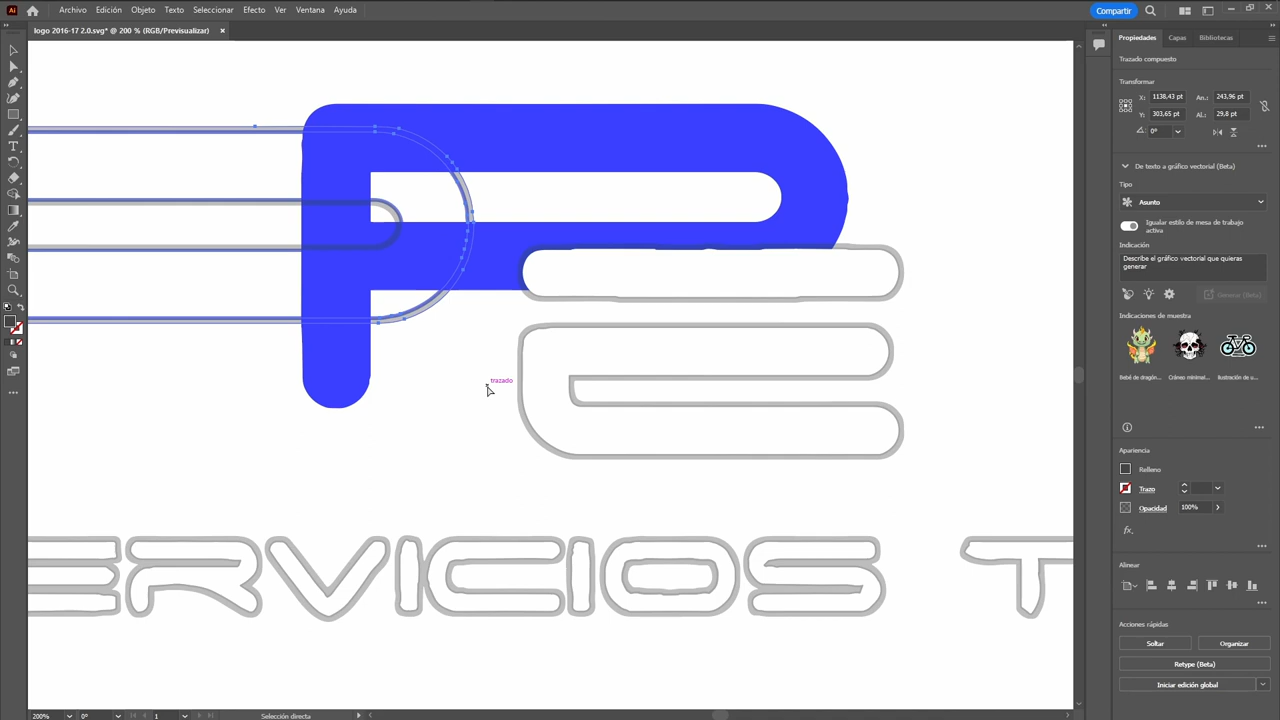 Ai Archivo Edición Objeto Texto Seleccionar Efecto Ver Ventana Ayuda Compartir
logo 2016-17 2.0.svg* @ 200 % (RGB/Previsualizar)
Propiedades Capas Bibliotecas
Trazado compuesto
Transformar
X: 1138,43 pt An.: 243,96 pt
Y: 303,65 pt Al.: 29,8 pt
0°
De texto a gráfico vectorial (Beta)
Tipo
Asunto
Igualar estilo de mesa de trabajo
activa
Indicación
Describe el gráfico vectorial que quieras
generar
Generar (Beta)
Indicaciones de muestra
Bebé de dragón... Cráneo minimal... Ilustración de u...
trazado
Apariencia
Relleno
Trazo
Opacidad 100%
fx.
ERVICIOS T
Alinear
Acciones rápidas
Soltar Organizar
Retype (Beta)
Iniciar edición global
200% 0° 1 Selección directa